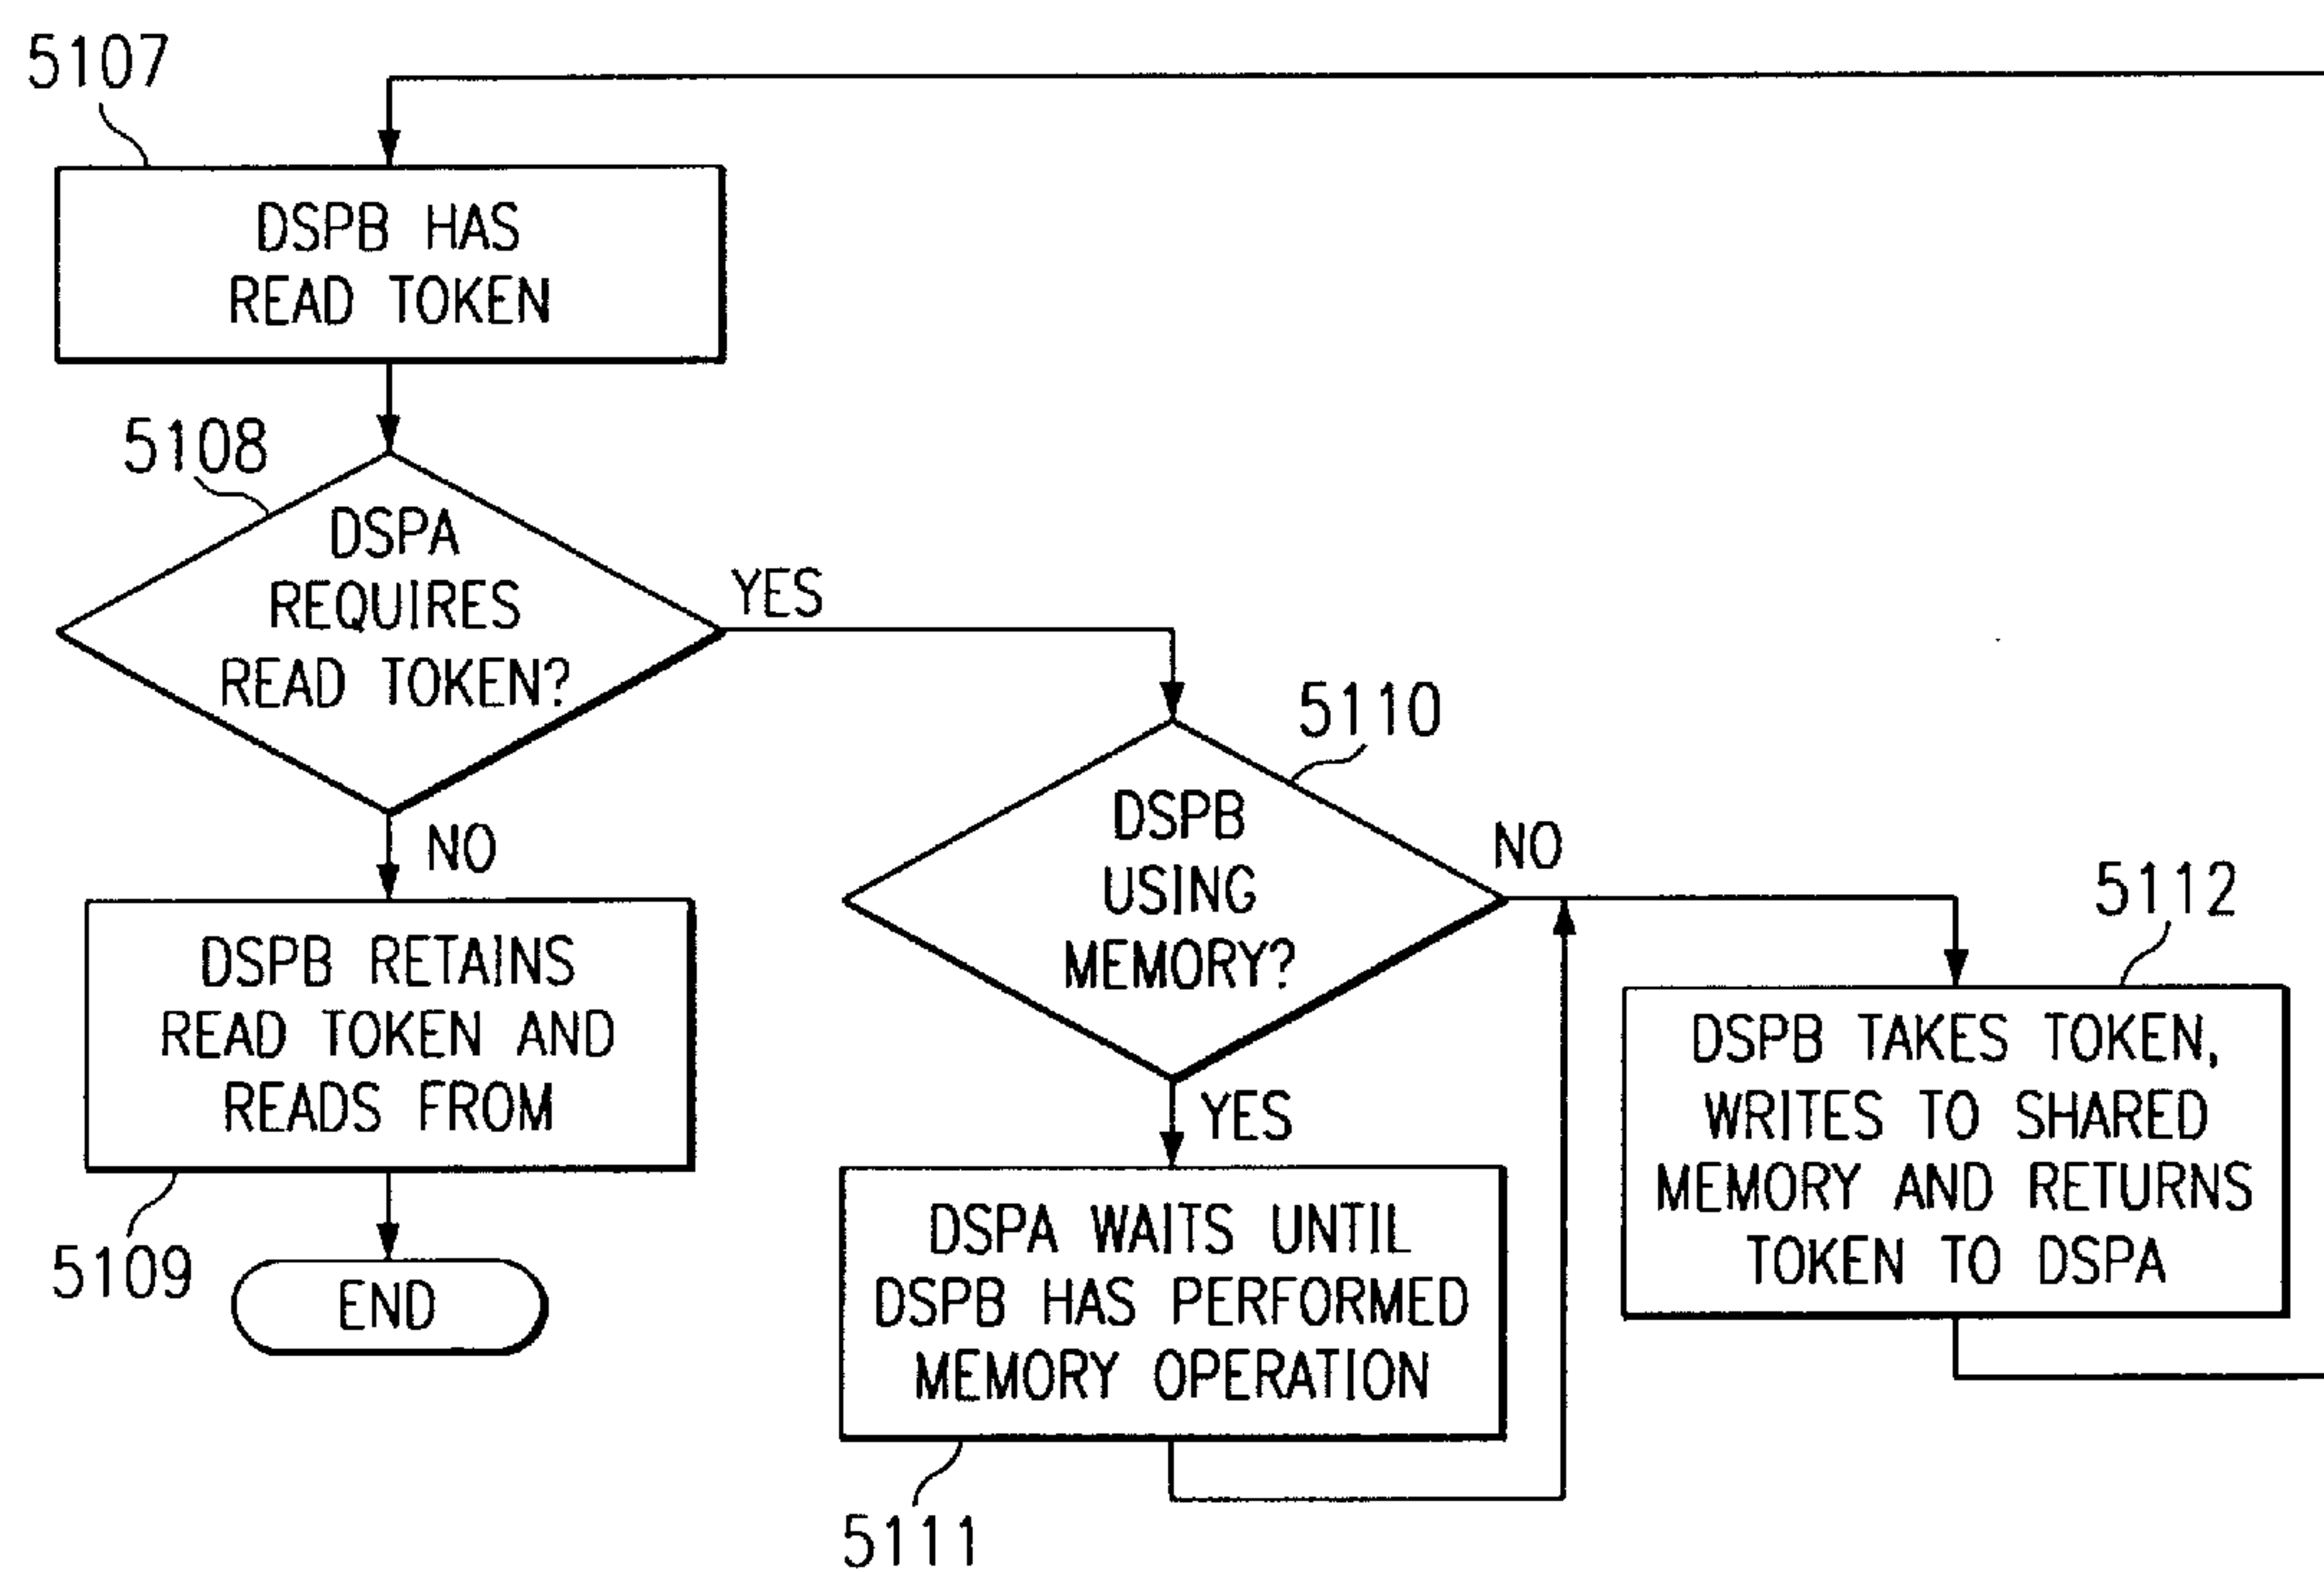 5107
DSPB HAS
READ TOKEN
5108
DSPA
REQUIRES
READ TOKEN?
YES
NO
DSPB RETAINS
READ TOKEN AND
READS FROM
5109
END
5110
DSPB
USING
MEMORY?
NO
YES
DSPA WAITS UNTIL
DSPB HAS PERFORMED
MEMORY OPERATION
5111
5112
DSPB TAKES TOKEN,
WRITES TO SHARED
MEMORY AND RETURNS
TOKEN TO DSPA